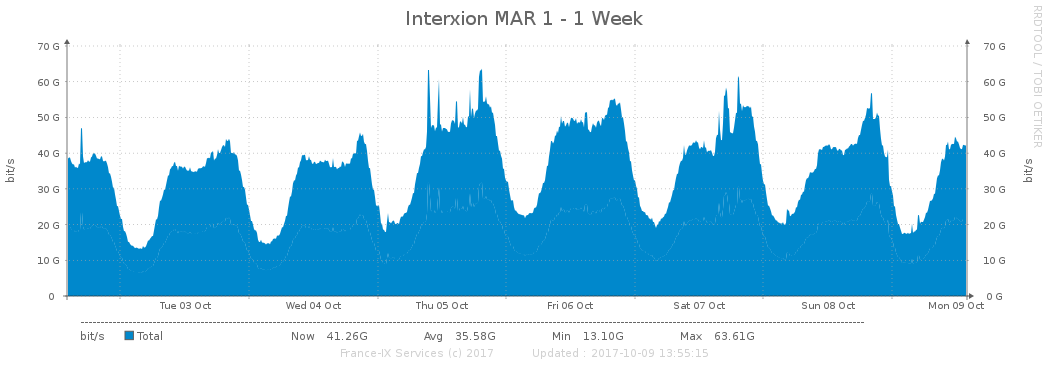 Interxion MAR 1 - 1 Week
RRDTOOL / TOBI OETIKER
70 G 70 G
60 G 60 G
50 G 50 G
40 G 40 G
30 G 30 G
20 G 20 G
10 G 10 G
0 0 G
bit/s bit/s
Tue 03 Oct Wed 04 Oct Thu 05 Oct Fri 06 Oct Sat 07 Oct Sun 08 Oct Mon 09 Oct
bit/s Total Now 41.26G Avg 35.58G Min 13.10G Max 63.61G
France-IX Services (c) 2017 Updated : 2017-10-09 13:55:15